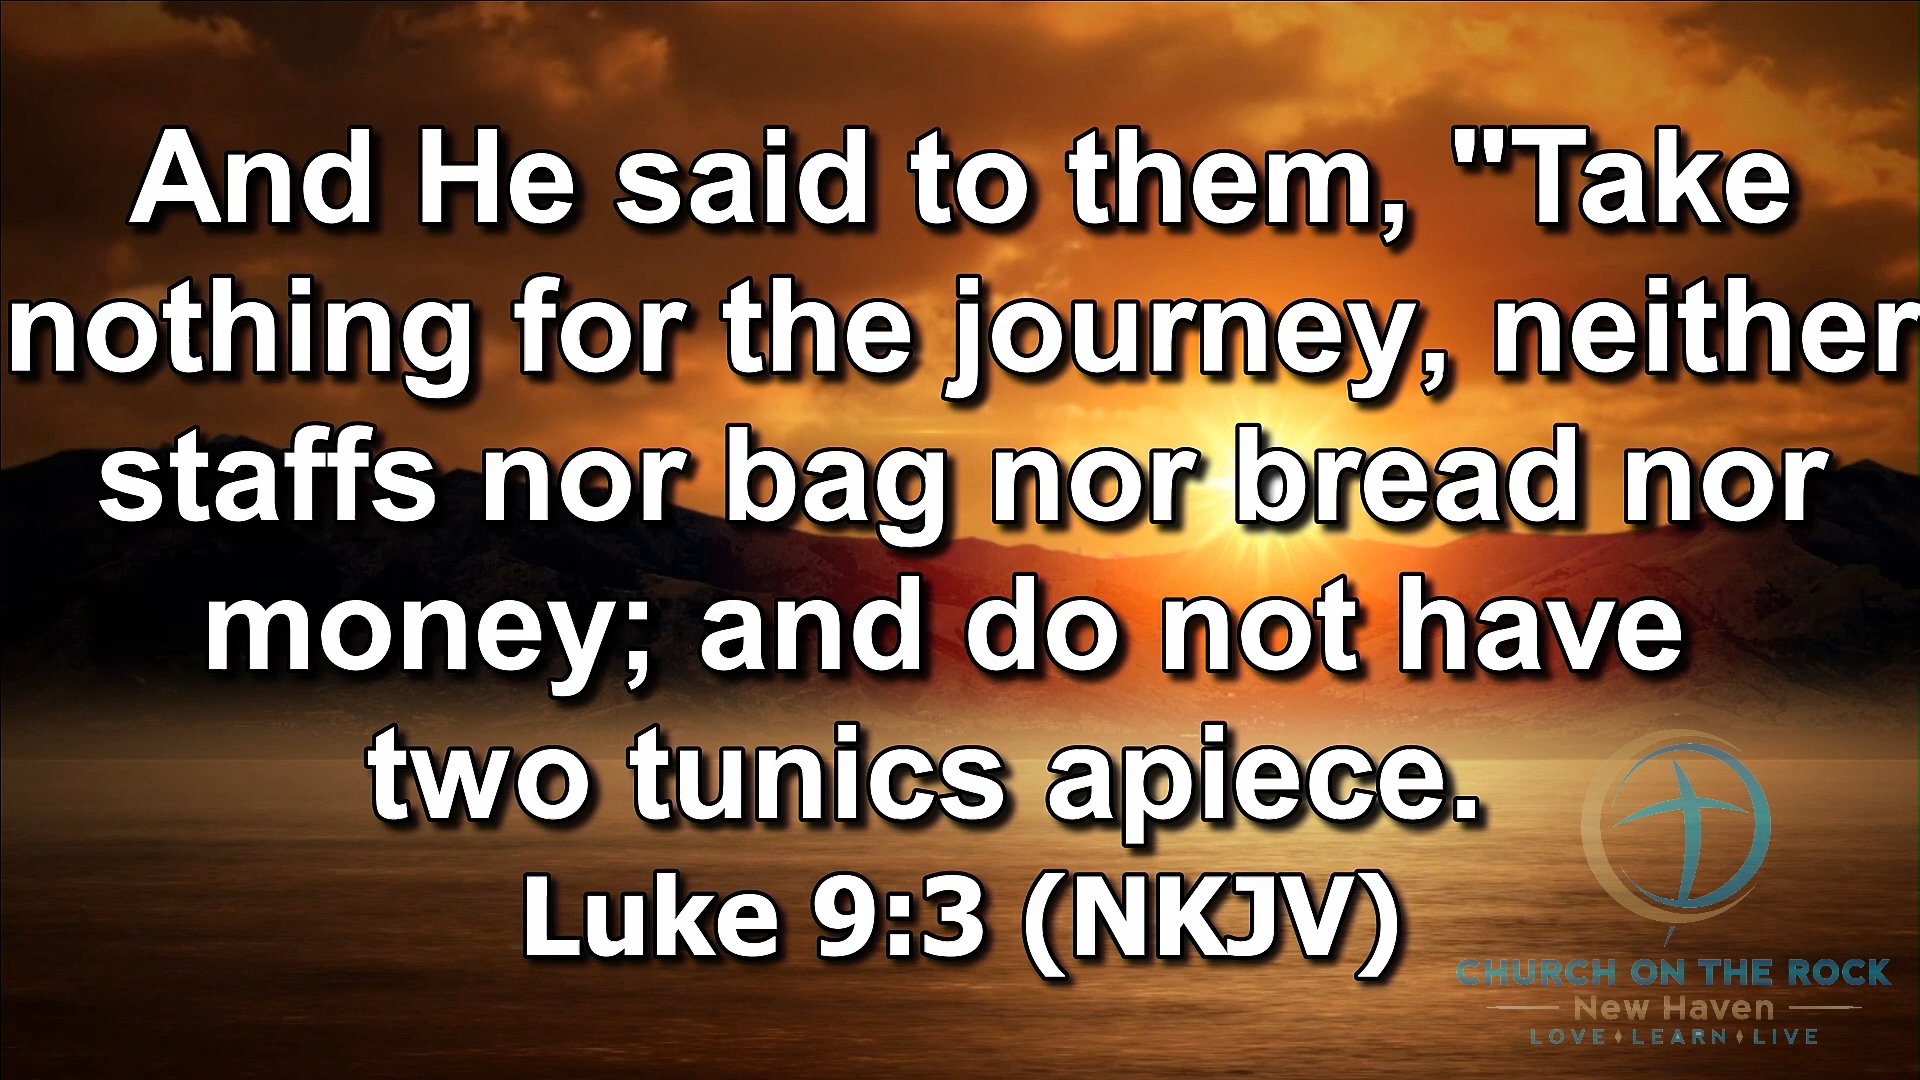 And He said to them, "Take
nothing for the journey, neither
staffs nor bag nor bread nor
money; and do not have
two tunics apiece.
Luke 9:3 (NKJV)
CHURCH ON THE ROCK
New Haven
LOVE LEARN LIVE